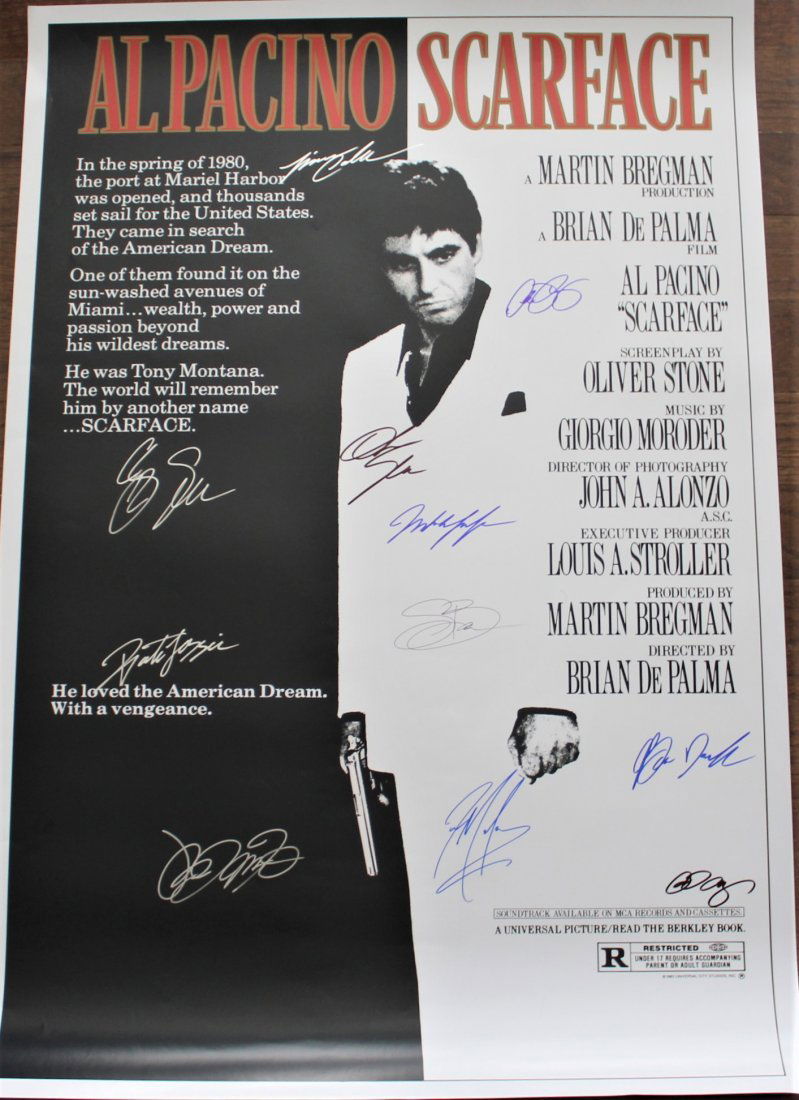 AL PACINO SCARFACE
In the spring of 1980,
the port at Mariel Harbor
was opened, and thousands
set sail for the United States.
They came in search
of the American Dream.
One of them found it on the
sun-washed avenues of
Miami...wealth, power and
passion beyond
his wildest dreams.
He was Tony Montana.
The world will remember
him by another name
...SCARFACE.
He loved the American Dream.
With a vengeance.
A MARTIN BREGMAN
PRODUCTION
A BRIAN DE PALMA
FILM
AL PACINO
"SCARFACE"
SCREENPLAY BY
OLIVER STONE
MUSIC BY
GIORGIO MORODER
DIRECTOR OF PHOTOGRAPHY
JOHN A. ALONZO
A.S.C.
EXECUTIVE PRODUCER
LOUIS A. STROLLER
PRODUCED BY
MARTIN BREGMAN
DIRECTED BY
BRIAN DE PALMA
SOUNDTRACK AVAILABLE ON MCA RECORDS AND CASSETTES.
A UNIVERSAL PICTURE/READ THE BERKLEY BOOK.
R RESTRICTED
UNDER 17 REQUIRES ACCOMPANYING
PARENT OR ADULT GUARDIAN